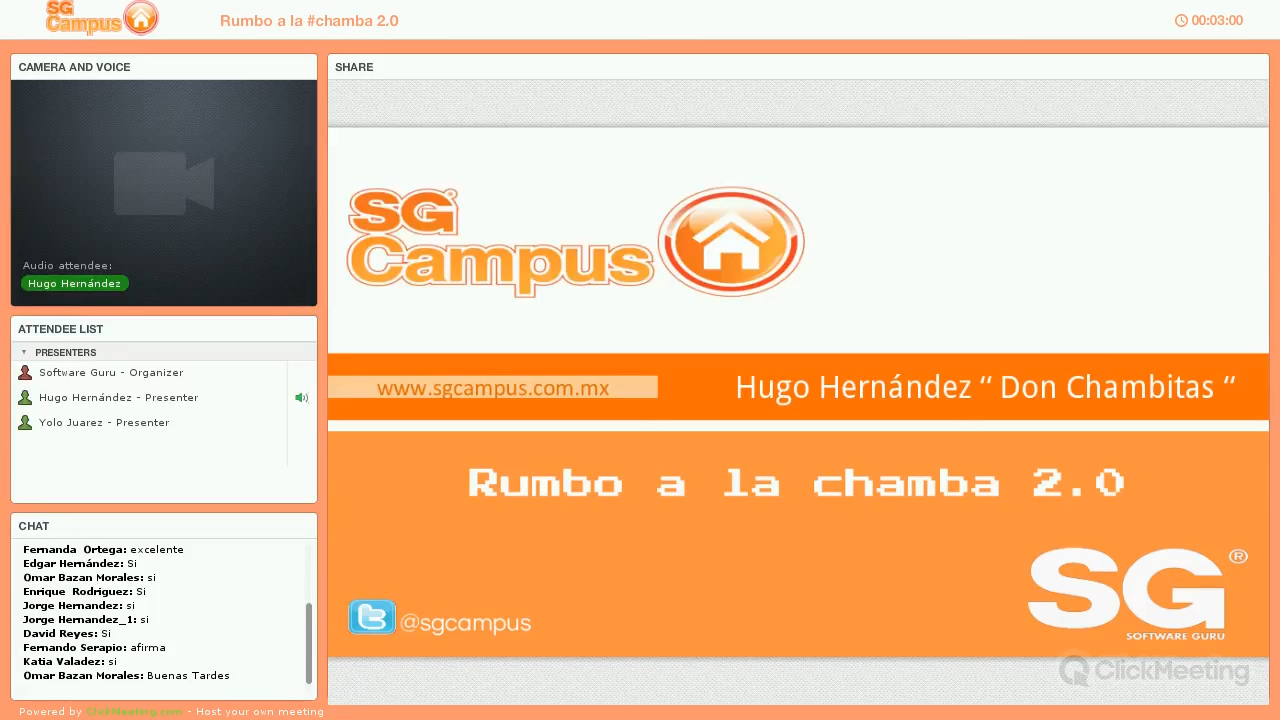 SG
Campus
Rumbo a la #chamba 2.0
00:03:00
CAMERA AND VOICE
Audio attendee:
Hugo Hernández
ATTENDEE LIST
PRESENTERS
Software Guru - Organizer
Hugo Hernández - Presenter
Yolo Juarez - Presenter
CHAT
Fernanda Ortega: excelente
Edgar Hernández: Si
Omar Bazan Morales: si
Enrique Rodriguez: Si
Jorge Hernandez: si
Jorge Hernandez_1: si
David Reyes: Si
Fernando Serapio: afirma
Katia Valadez: si
Omar Bazan Morales: Buenas Tardes
Powered by ClickMeeting.com - Host your own meeting
SHARE
SG®
Campus
www.sgcampus.com.mx
Hugo Hernández “ Don Chambitas “
Rumbo a la chamba 2.0
@sgcampus
SG®
SOFTWARE GURU
ClickMeeting